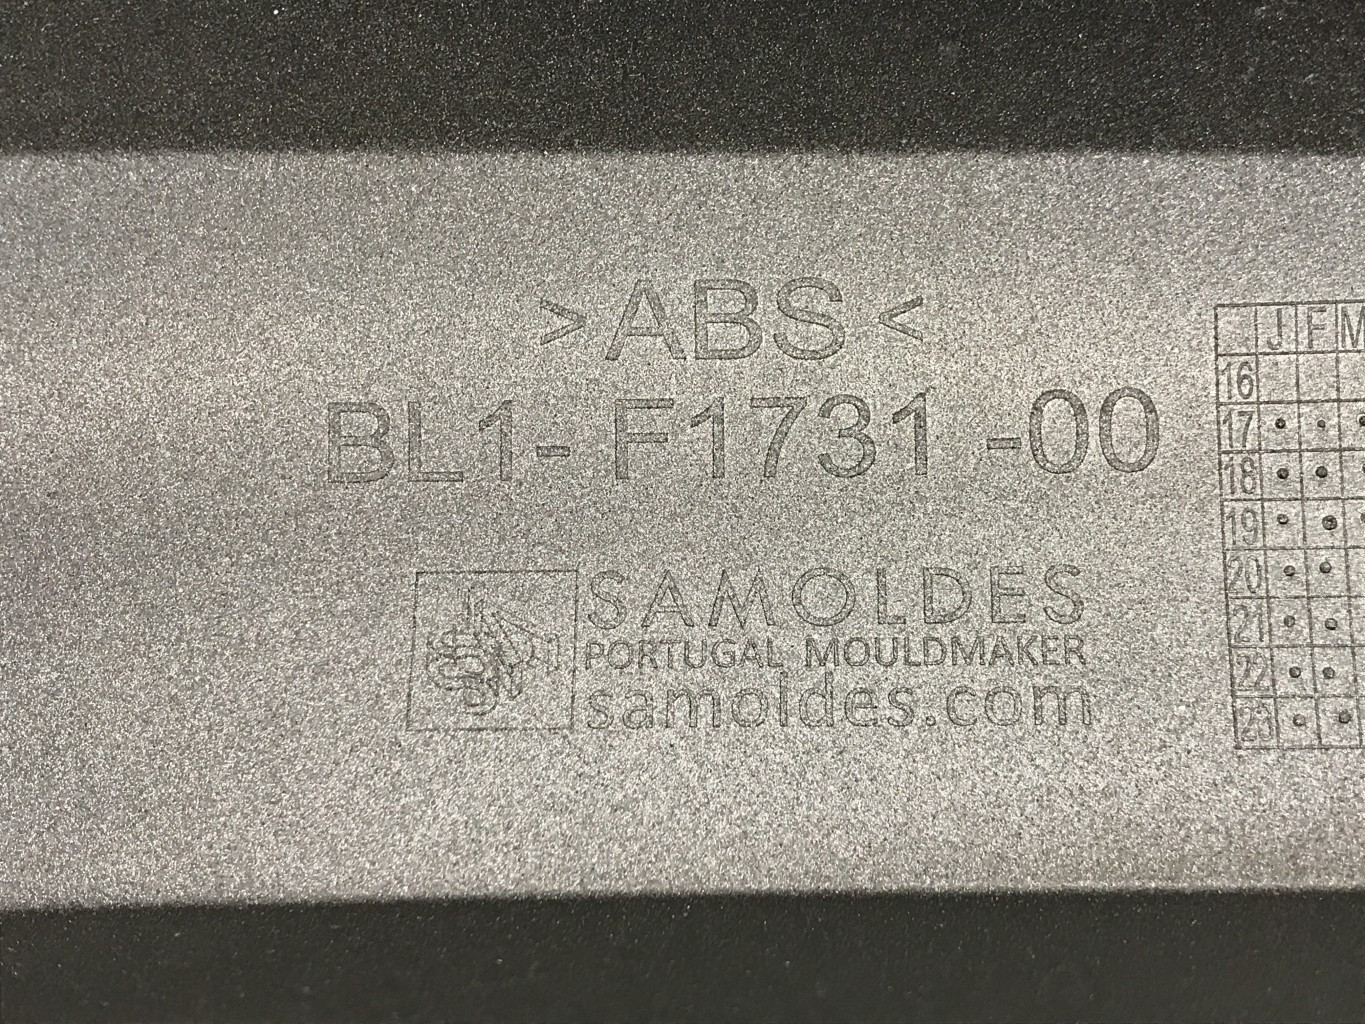 >ABS<
BL1-F1731-00
SAMOLDES
PORTUGAL MOULDMAKER
samoldes.com
J F M
16
17
18
19
20
21
22
23